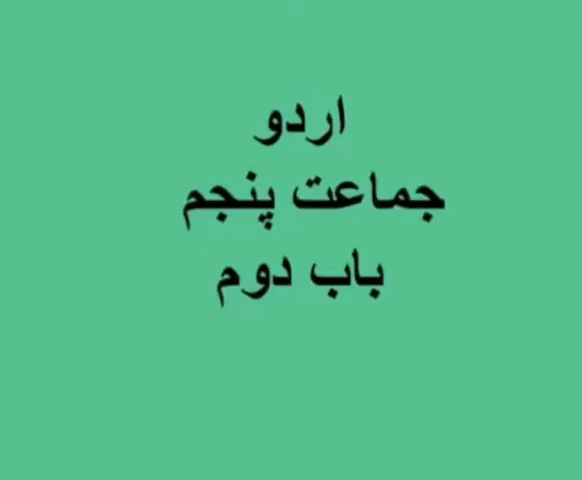 اردو
جماعت پنجم
باب دوم